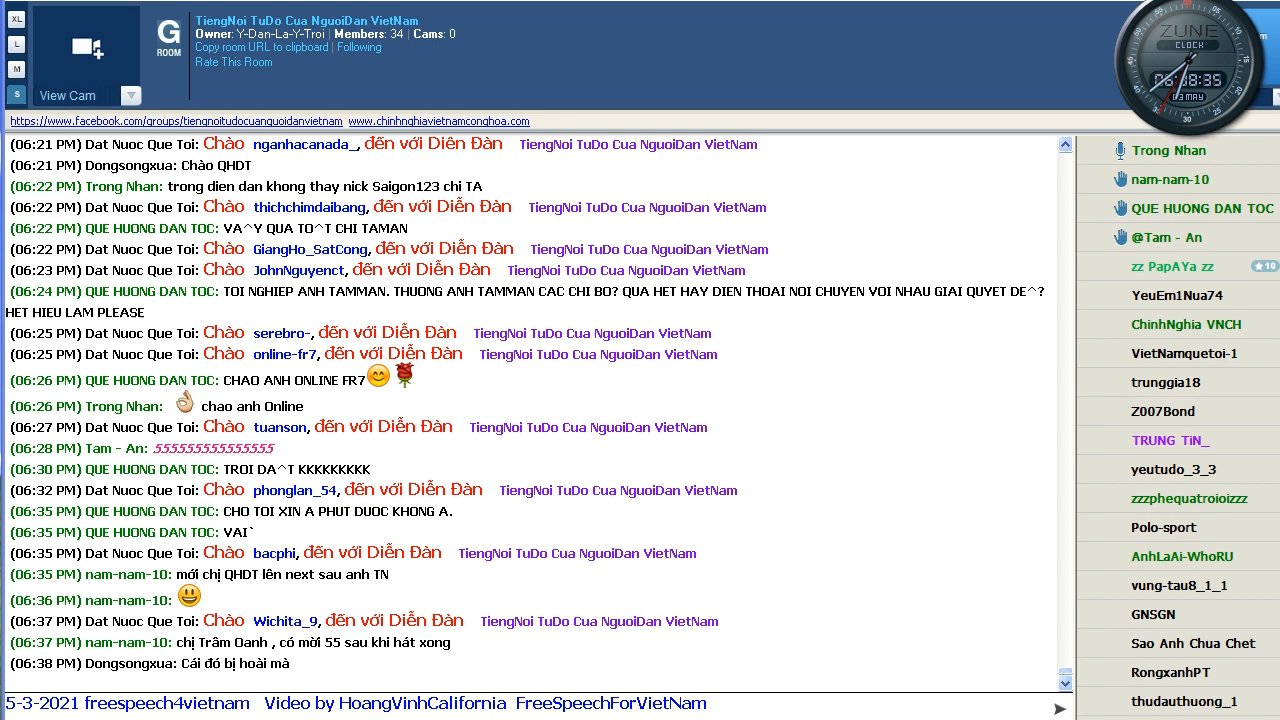 XL
L
M
S
View Cam
G
ROOM
TiengNoi TuDo Cua NguoiDan VietNam
Owner: Y-Dan-La-Y-Troi | Members: 34 | Cams: 0
Copy room URL to clipboard | Following
Rate This Room
ZUNE
CLOCK
03 MAY
https://www.facebook.com/groups/tiengnoitudocuanguoidanvietnam www.chinhnghiavietnamconghoa.com
(06:21 PM) Dat Nuoc Que Toi: Chào nganhacanada_, đến với Diên Đàn TiengNoi TuDo Cua NguoiDan VietNam
(06:21 PM) Dongsongxua: Chào QHDT
(06:22 PM) Trong Nhan: trong dien dan khong thay nick Saigon123 chi TA
(06:22 PM) Dat Nuoc Que Toi: Chào thichchimdaibang, đến với Diễn Đàn TiengNoi TuDo Cua NguoiDan VietNam
(06:22 PM) QUE HUONG DAN TOC: VA^Y QUA TO^T CHI TAMAN
(06:22 PM) Dat Nuoc Que Toi: Chào GiangHo_SatCong, đến với Diễn Đàn TiengNoi TuDo Cua NguoiDan VietNam
(06:23 PM) Dat Nuoc Que Toi: Chào JohnNguyenct, đến với Diễn Đàn TiengNoi TuDo Cua NguoiDan VietNam
(06:24 PM) QUE HUONG DAN TOC: TOI NGHIEP ANH TAMMAN. THUONG ANH TAMMAN CAC CHI BO? QUA HET HAY DIEN THOAI NOI CHUYEN VOI NHAU GIAI QUYET DE^?
HET HIEU LAM PLEASE
(06:25 PM) Dat Nuoc Que Toi: Chào serebro-, đến với Diễn Đàn TiengNoi TuDo Cua NguoiDan VietNam
(06:25 PM) Dat Nuoc Que Toi: Chào online-fr7, đến với Diễn Đàn TiengNoi TuDo Cua NguoiDan VietNam
(06:26 PM) QUE HUONG DAN TOC: CHAO ANH ONLINE FR7😊🌹
(06:26 PM) Trong Nhan: 👌 chao anh Online
(06:27 PM) Dat Nuoc Que Toi: Chào tuanson, đến với Diễn Đàn TiengNoi TuDo Cua NguoiDan VietNam
(06:28 PM) Tam - An: 555555555555555
(06:30 PM) QUE HUONG DAN TOC: TROI DA^T KKKKKKKKK
(06:32 PM) Dat Nuoc Que Toi: Chào phonglan_54, đến với Diễn Đàn TiengNoi TuDo Cua NguoiDan VietNam
(06:35 PM) QUE HUONG DAN TOC: CHO TOI XIN A PHUT DUOC KHONG A.
(06:35 PM) QUE HUONG DAN TOC: VAI`
(06:35 PM) Dat Nuoc Que Toi: Chào bacphi, đến với Diễn Đàn TiengNoi TuDo Cua NguoiDan VietNam
(06:35 PM) nam-nam-10: mới chị QHDT lên next sau anh TN
(06:36 PM) nam-nam-10: 😃
(06:37 PM) Dat Nuoc Que Toi: Chào Wichita_9, đến với Diễn Đàn TiengNoi TuDo Cua NguoiDan VietNam
(06:37 PM) nam-nam-10: chị Trâm Oanh , có mời 55 sau khi hát xong
(06:38 PM) Dongsongxua: Cái đó bị hoài mà
5-3-2021 freespeech4vietnam Video by HoangVinhCalifornia FreeSpeechForVietNam
Trong Nhan
nam-nam-10
QUE HUONG DAN TOC
@Tam - An
zz PapAYa zz
10
YeuEm1Nua74
ChinhNghia VNCH
VietNamquetoi-1
trunggia18
Z007Bond
TRUNG TiN_
yeutudo_3_3
zzzphequatroioizzz
Polo-sport
AnhLaAi-WhoRU
vung-tau8_1_1
GNSGN
Sao Anh Chua Chet
RongxanhPT
thudauthuong_1